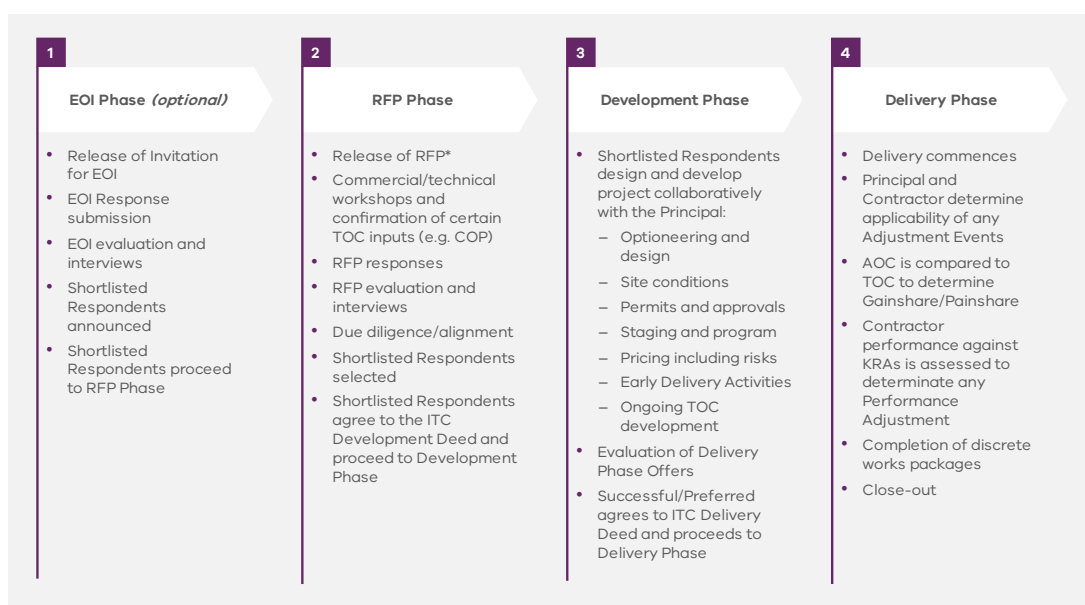 1
EOI Phase (optional)
• Release of Invitation
for EOI
• EOI Response
submission
• EOI evaluation and
interviews
• Shortlisted
Respondents
announced
• Shortlisted
Respondents proceed
to RFP Phase
2
RFP Phase
• Release of RFP*
• Commercial/technical
workshops and
confirmation of certain
TOC inputs (e.g. COP)
• RFP responses
• RFP evaluation and
interviews
• Due diligence/alignment
• Shortlisted Respondents
selected
• Shortlisted Respondents
agree to the ITC
Development Deed and
proceed to Development
Phase
3
Development Phase
• Shortlisted Respondents
design and develop
project collaboratively
with the Principal:
– Optioneering and
design
– Site conditions
– Permits and approvals
– Staging and program
– Pricing including risks
– Early Delivery Activities
– Ongoing TOC
development
• Evaluation of Delivery
Phase Offers
• Successful/Preferred
agrees to ITC Delivery
Deed and proceeds to
Delivery Phase
4
Delivery Phase
• Delivery commences
• Principal and
Contractor determine
applicability of any
Adjustment Events
• AOC is compared to
TOC to determine
Gainshare/Painshare
• Contractor
performance against
KRAs is assessed to
determinate any
Performance
Adjustment
• Completion of discrete
works packages
• Close-out